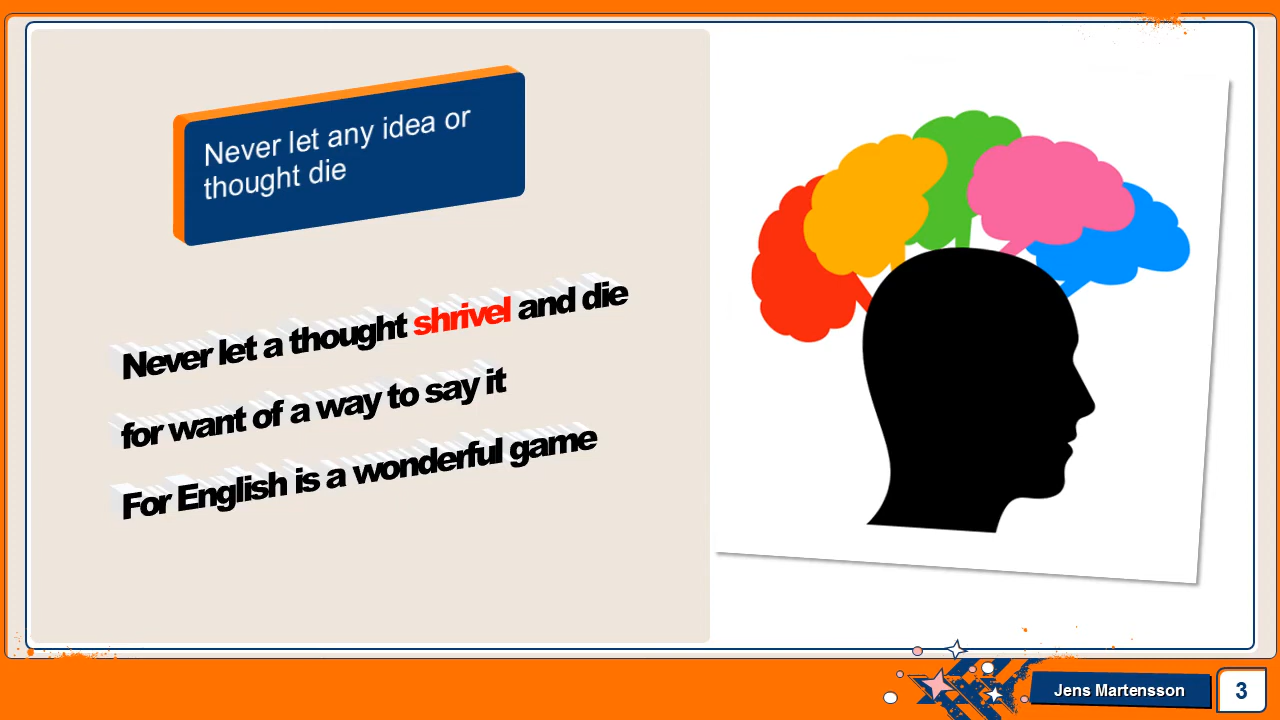 Never let any idea or
thought die
Never let a thought shrivel and die
for want of a way to say it
For English is a wonderful game
Jens Martensson
3